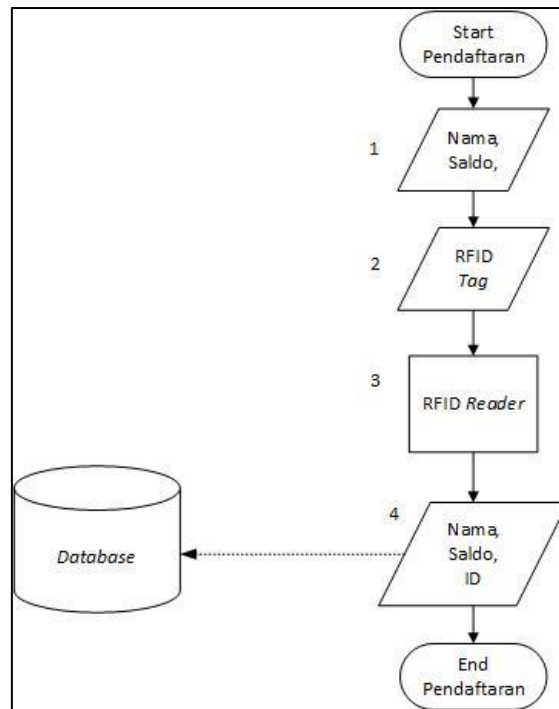 Start
Pendaftaran
1
Nama,
Saldo,
2
RFID
Tag
3
RFID Reader
4
Nama,
Saldo,
ID
Database
End
Pendaftaran